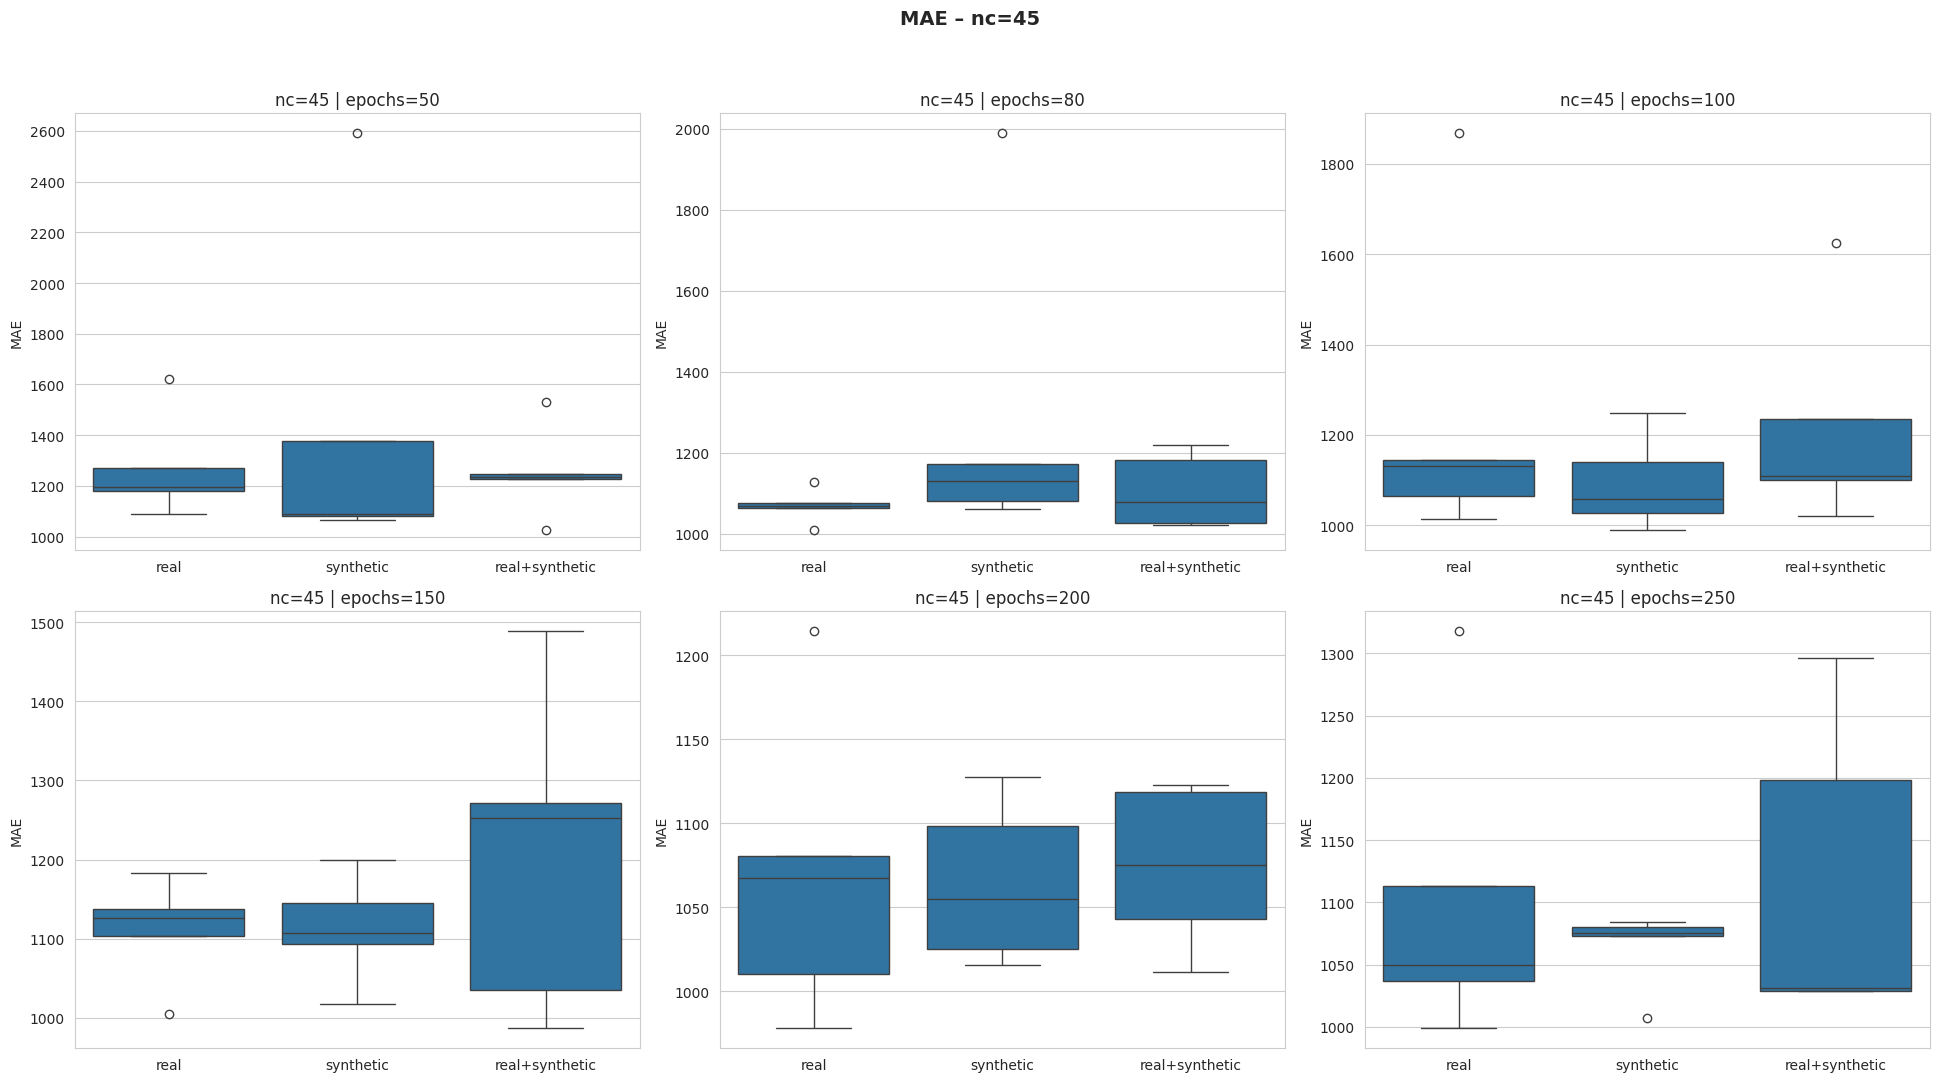 MAE – nc=45
nc=45 | epochs=50
2600
2400
2200
2000
1800
1600
1400
1200
1000
MAE
real synthetic real+synthetic
nc=45 | epochs=80
2000
1800
1600
1400
1200
1000
MAE
real synthetic real+synthetic
nc=45 | epochs=100
1800
1600
1400
1200
1000
MAE
real synthetic real+synthetic
nc=45 | epochs=150
1500
1400
1300
1200
1100
1000
MAE
real synthetic real+synthetic
nc=45 | epochs=200
1200
1150
1100
1050
1000
MAE
real synthetic real+synthetic
nc=45 | epochs=250
1300
1250
1200
1150
1100
1050
1000
MAE
real synthetic real+synthetic